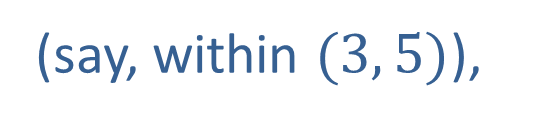 (say, within (3, 5)),